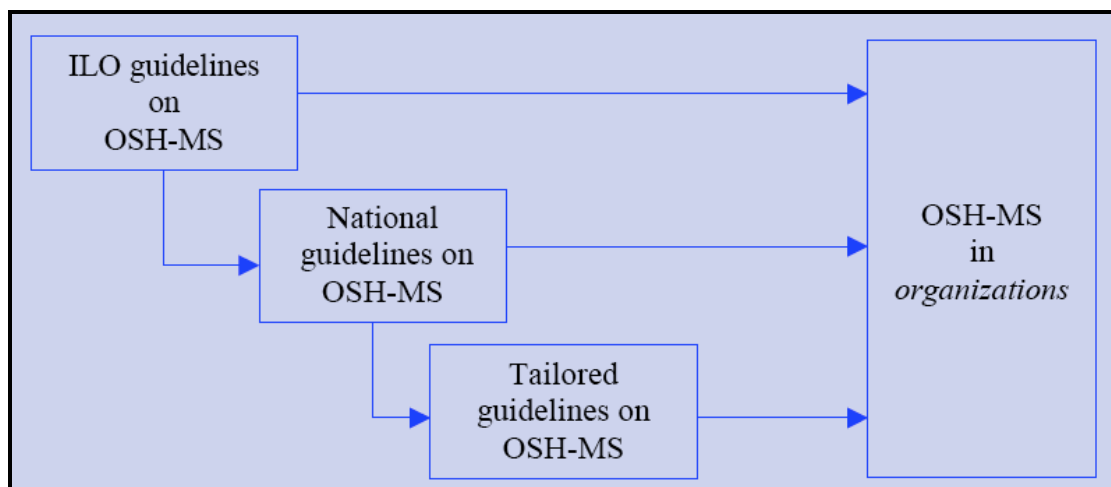 ILO guidelines
on
OSH-MS
National
guidelines on
OSH-MS
Tailored
guidelines on
OSH-MS
OSH-MS
in
organizations